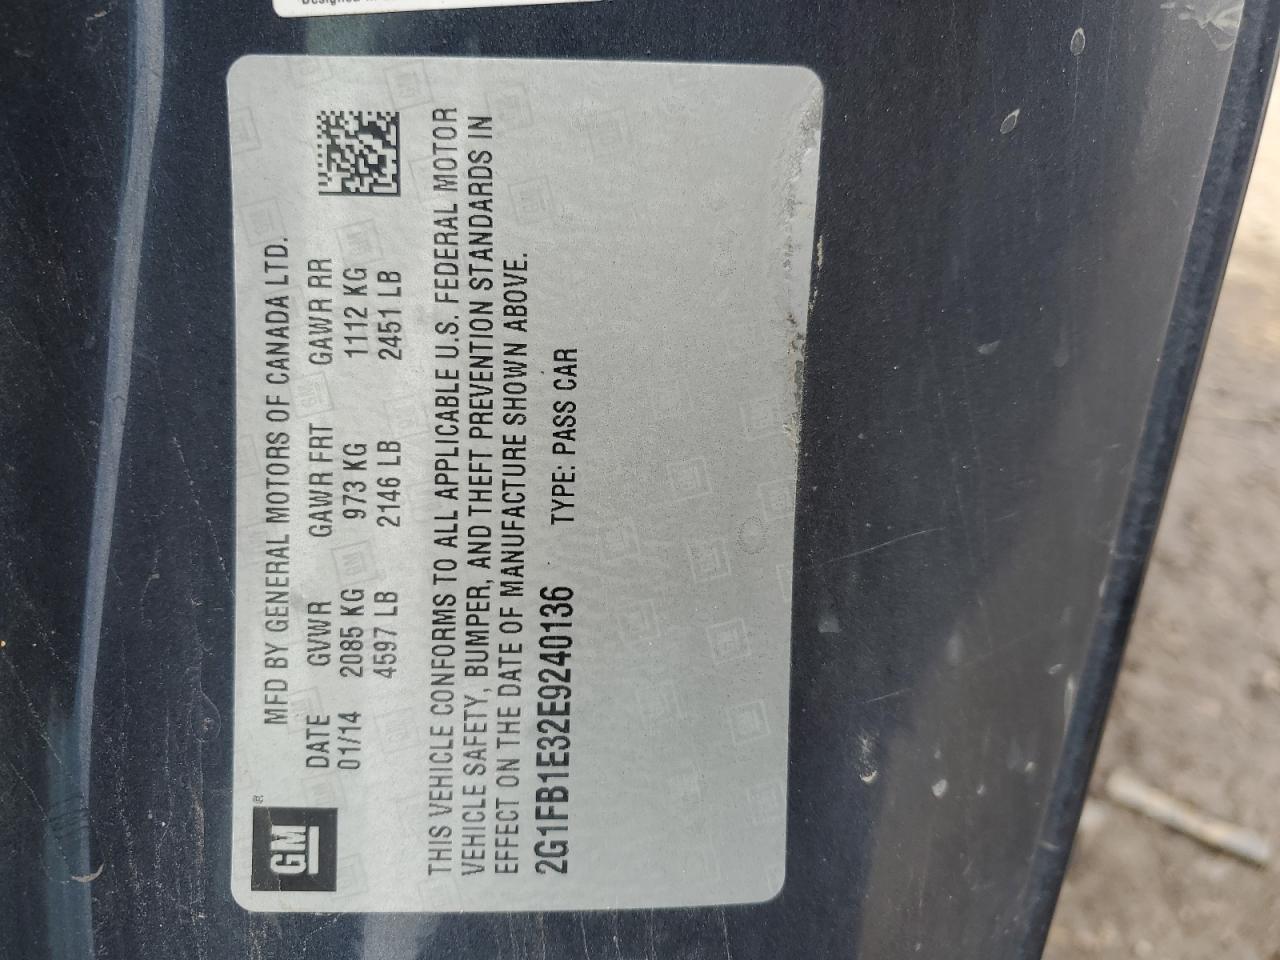 MFD BY GENERAL MOTORS OF CANADA LTD.
DATE GVWR GAWR FRT GAWR RR
01/14 2085 KG 973 KG 1112 KG
4597 LB 2146 LB 2451 LB
GM ®
THIS VEHICLE CONFORMS TO ALL APPLICABLE U.S. FEDERAL MOTOR
VEHICLE SAFETY, BUMPER, AND THEFT PREVENTION STANDARDS IN
EFFECT ON THE DATE OF MANUFACTURE SHOWN ABOVE.
2G1FB1E32E9240136 TYPE: PASS CAR